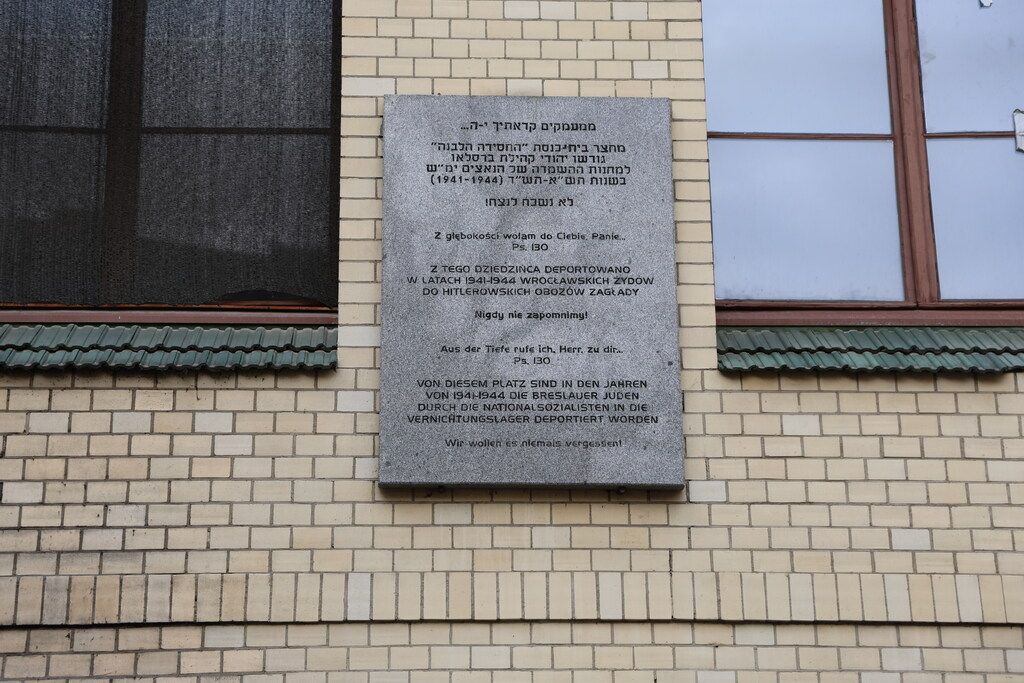 ממעמקים קראתיך י-ה...
מחצר בית-כנסת "החסידה הלבנה"
גורשו יהודי קהילת ברסלאו
למחנות ההשמדה של הנאצים ימ"ש
בשנות תש"א-תש"ד (1941-1944)
לא נשכח לנצח!
Z głębokości wołam do Ciebie, Panie...
Ps. 130
Z TEGO DZIEDZIŃCA DEPORTOWANO
W LATACH 1941-1944 WROCŁAWSKICH ŻYDÓW
DO HITLEROWSKICH OBOZÓW ZAGŁADY
Nigdy nie zapomnimy!
Aus der Tiefe rufe ich, Herr, zu dir...
Ps. 130
VON DIESEM PLATZ SIND IN DEN JAHREN
VON 1941-1944 DIE BRESLAUER JUDEN
DURCH DIE NATIONALSOZIALISTEN IN DIE
VERNICHTUNGSLAGER DEPORTIERT WORDEN
Wir wollen es niemals vergessen!